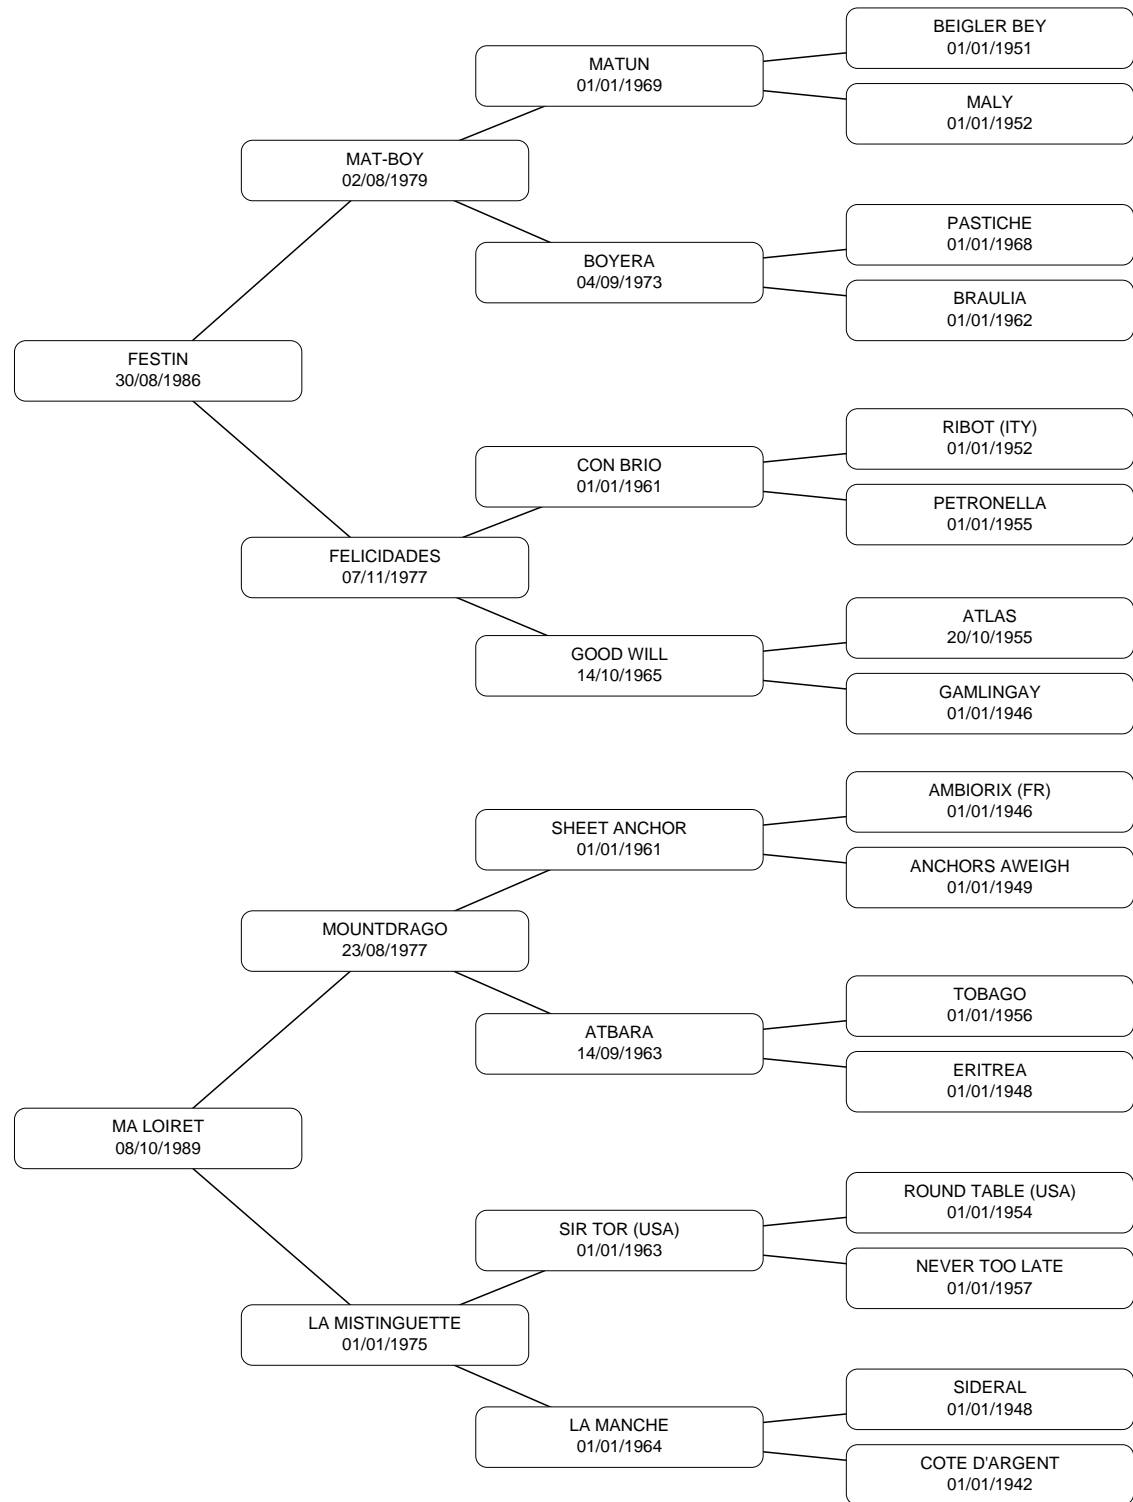 BEIGLER BEY
01/01/1951
MATUN
01/01/1969
MALY
01/01/1952
MAT-BOY
02/08/1979
PASTICHE
01/01/1968
BOYERA
04/09/1973
BRAULIA
01/01/1962
FESTIN
30/08/1986
RIBOT (ITY)
01/01/1952
CON BRIO
01/01/1961
PETRONELLA
01/01/1955
FELICIDADES
07/11/1977
ATLAS
20/10/1955
GOOD WILL
14/10/1965
GAMLINGAY
01/01/1946
AMBIORIX (FR)
01/01/1946
SHEET ANCHOR
01/01/1961
ANCHORS AWEIGH
01/01/1949
MOUNTDRAGO
23/08/1977
TOBAGO
01/01/1956
ATBARA
14/09/1963
ERITREA
01/01/1948
MA LOIRET
08/10/1989
ROUND TABLE (USA)
01/01/1954
SIR TOR (USA)
01/01/1963
NEVER TOO LATE
01/01/1957
LA MISTINGUETTE
01/01/1975
SIDERAL
01/01/1948
LA MANCHE
01/01/1964
COTE D'ARGENT
01/01/1942